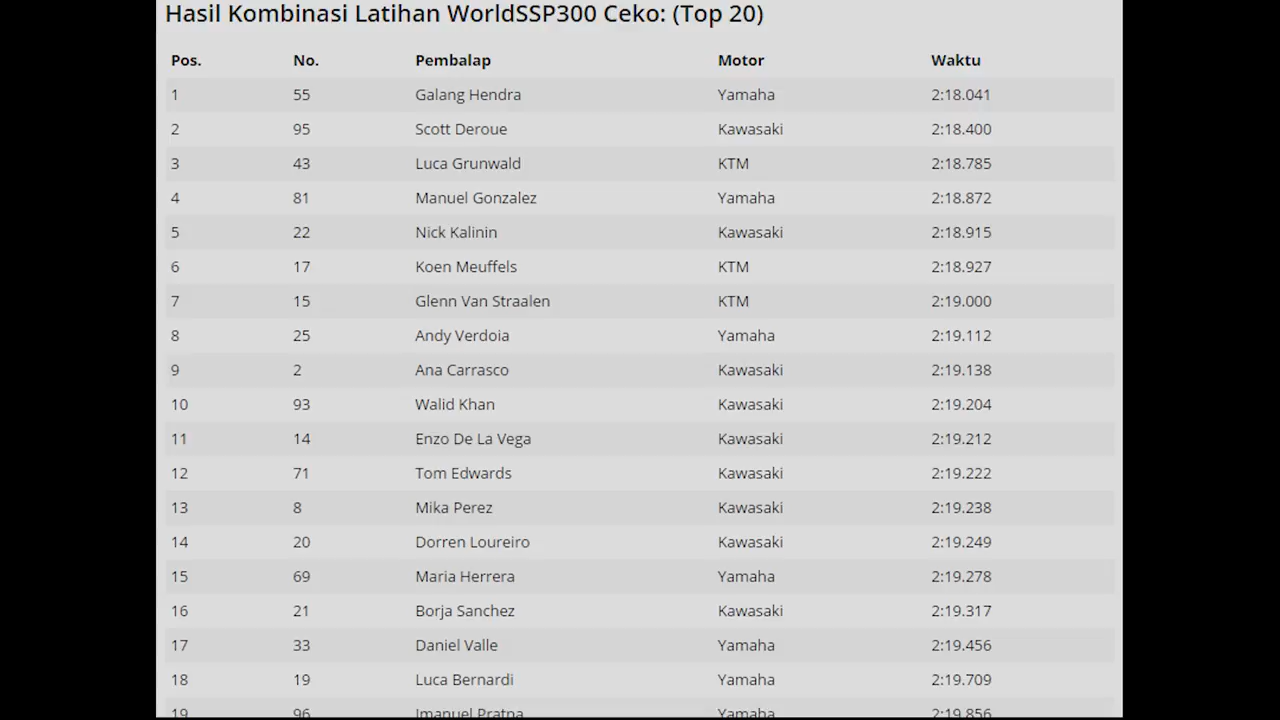 Hasil Kombinasi Latihan WorldSSP300 Ceko: (Top 20)
Pos. No. Pembalap Motor Waktu
1 55 Galang Hendra Yamaha 2:18.041
2 95 Scott Deroue Kawasaki 2:18.400
3 43 Luca Grunwald KTM 2:18.785
4 81 Manuel Gonzalez Yamaha 2:18.872
5 22 Nick Kalinin Kawasaki 2:18.915
6 17 Koen Meuffels KTM 2:18.927
7 15 Glenn Van Straalen KTM 2:19.000
8 25 Andy Verdoia Yamaha 2:19.112
9 2 Ana Carrasco Kawasaki 2:19.138
10 93 Walid Khan Kawasaki 2:19.204
11 14 Enzo De La Vega Kawasaki 2:19.212
12 71 Tom Edwards Kawasaki 2:19.222
13 8 Mika Perez Kawasaki 2:19.238
14 20 Dorren Loureiro Kawasaki 2:19.249
15 69 Maria Herrera Yamaha 2:19.278
16 21 Borja Sanchez Kawasaki 2:19.317
17 33 Daniel Valle Yamaha 2:19.456
18 19 Luca Bernardi Yamaha 2:19.709
19 96 Imanuel Pratna Yamaha 2:19.856